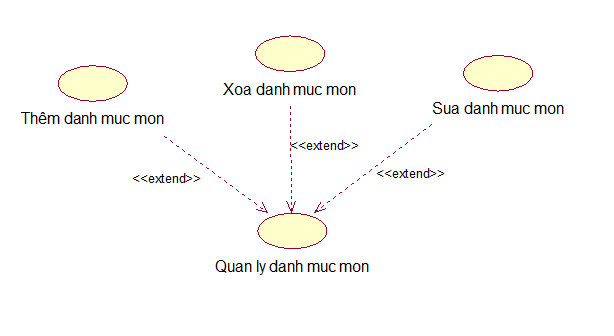 Xoa danh muc mon
Sua danh muc mon
Thêm danh muc mon
<<extend>>
<<extend>>
<<extend>>
Quan ly danh muc mon